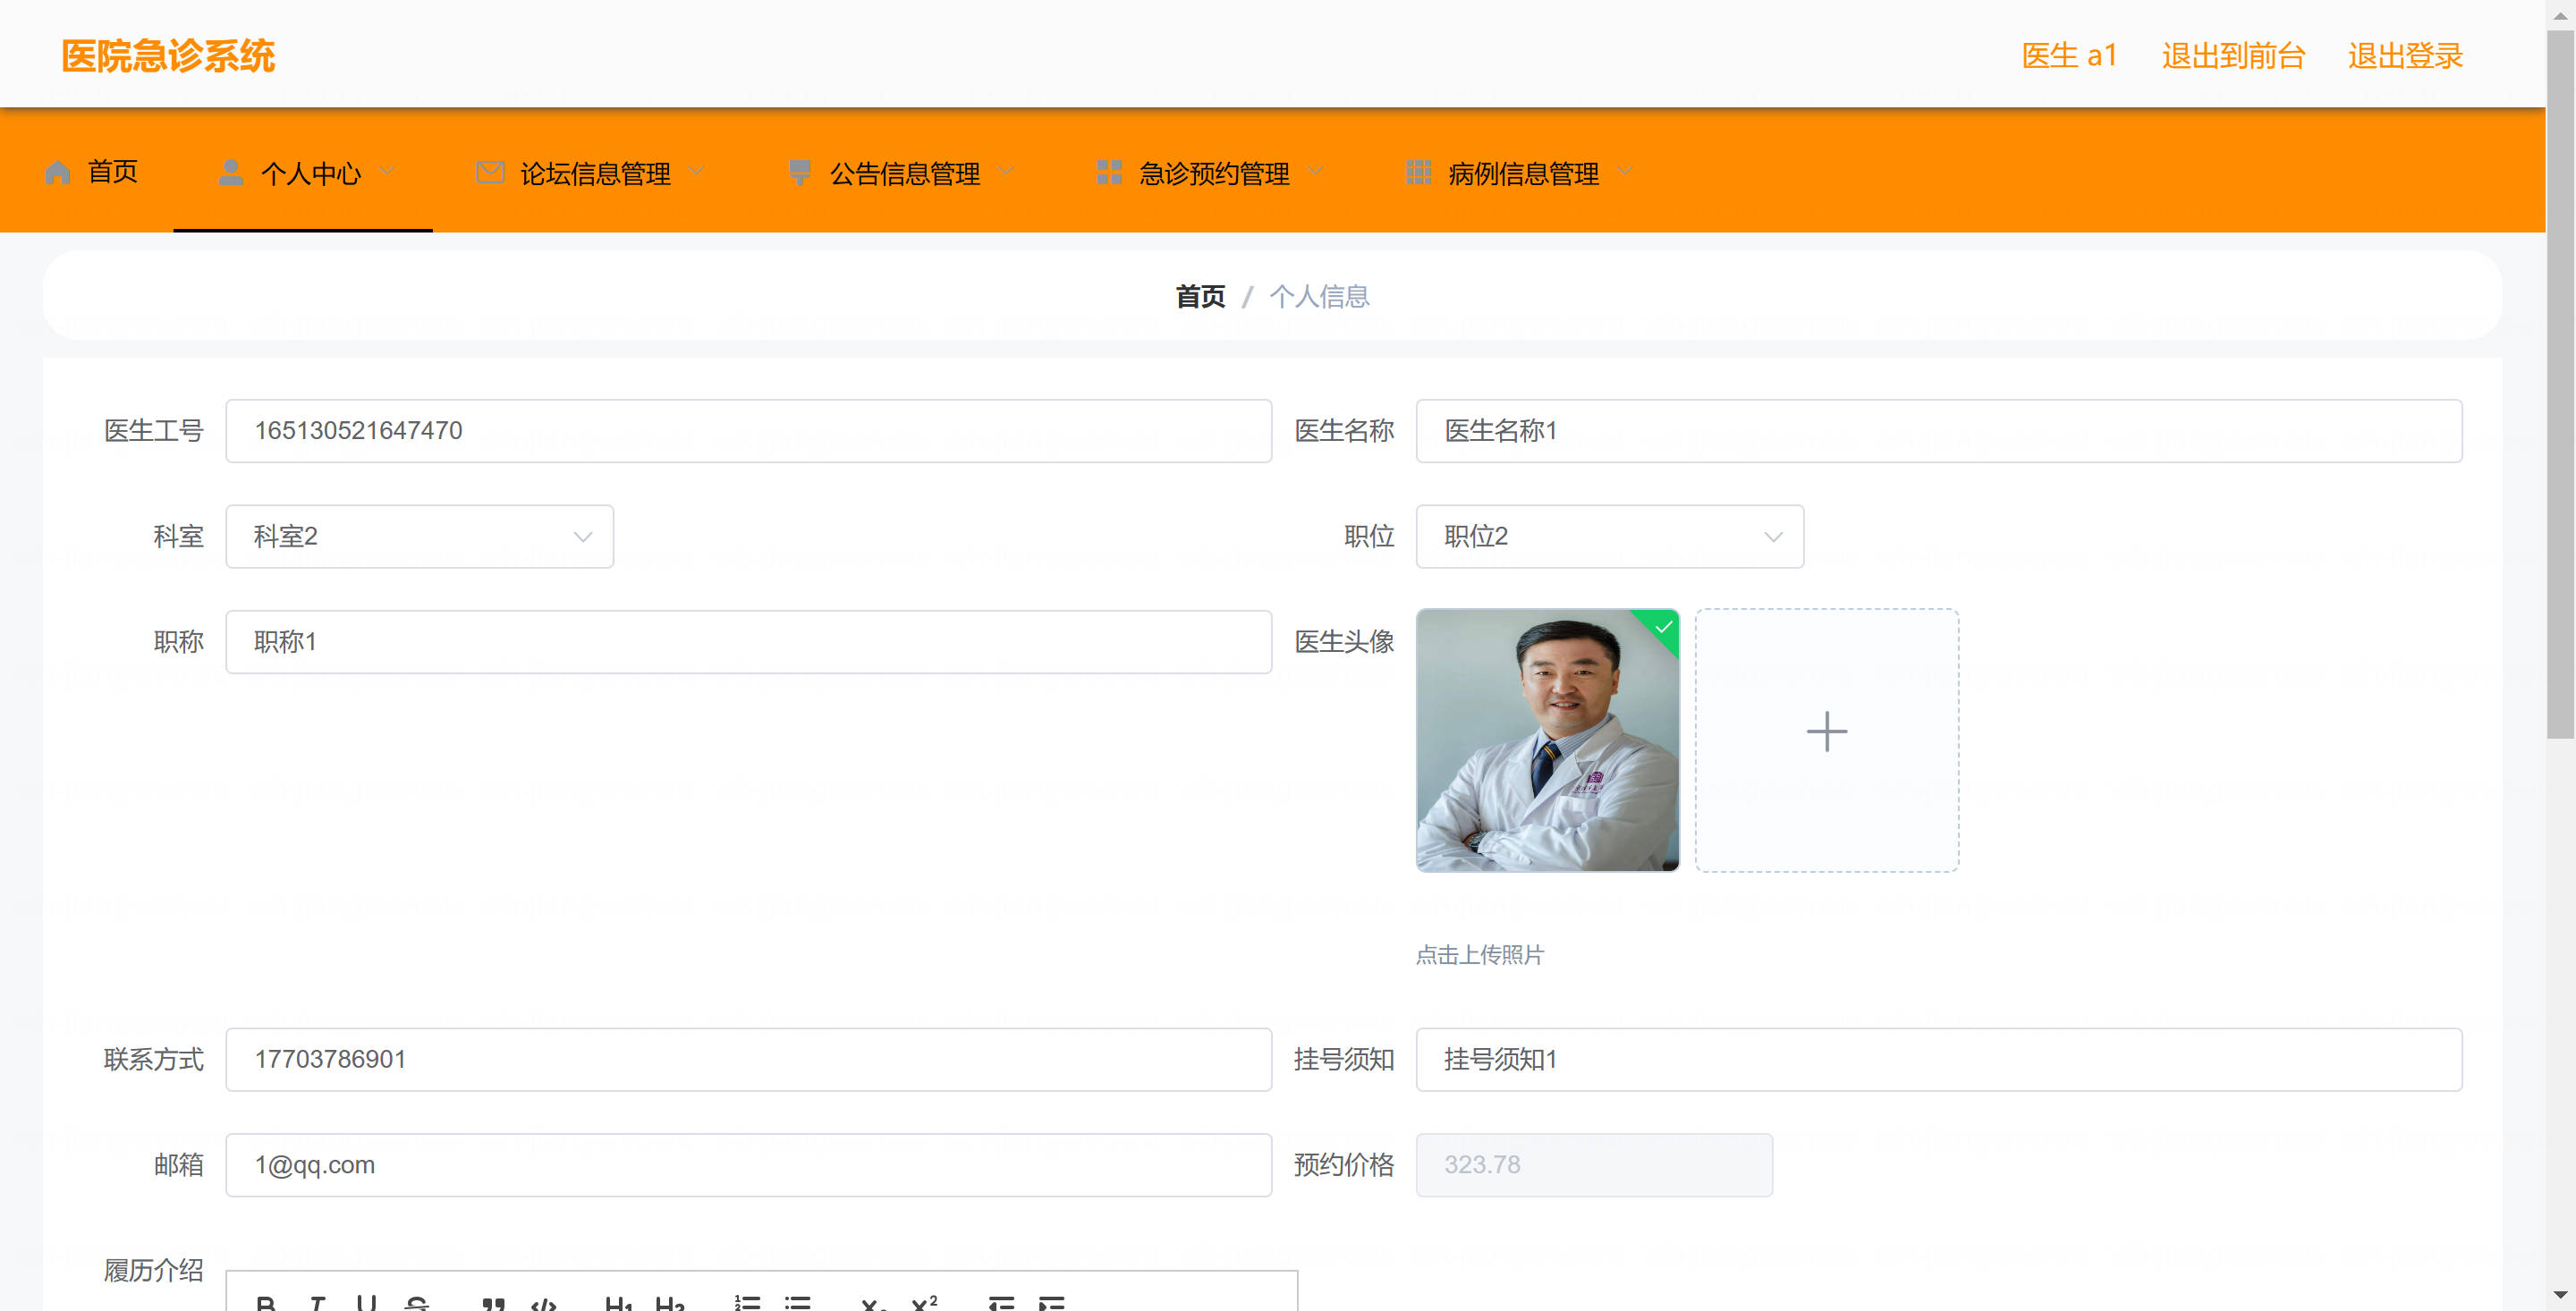 医院急诊系统
医生 a1 退出到前台 退出登录
首页 个人中心 论坛信息管理 公告信息管理 急诊预约管理 病例信息管理
首页 / 个人信息
医生工号 165130521647470 医生名称 医生名称1
科室 科室2 职位 职位2
职称 职称1 医生头像
点击上传照片
联系方式 17703786901 挂号须知 挂号须知1
邮箱 1@qq.com 预约价格 323.78
履历介绍
B I U S H1 H2 X2 X2